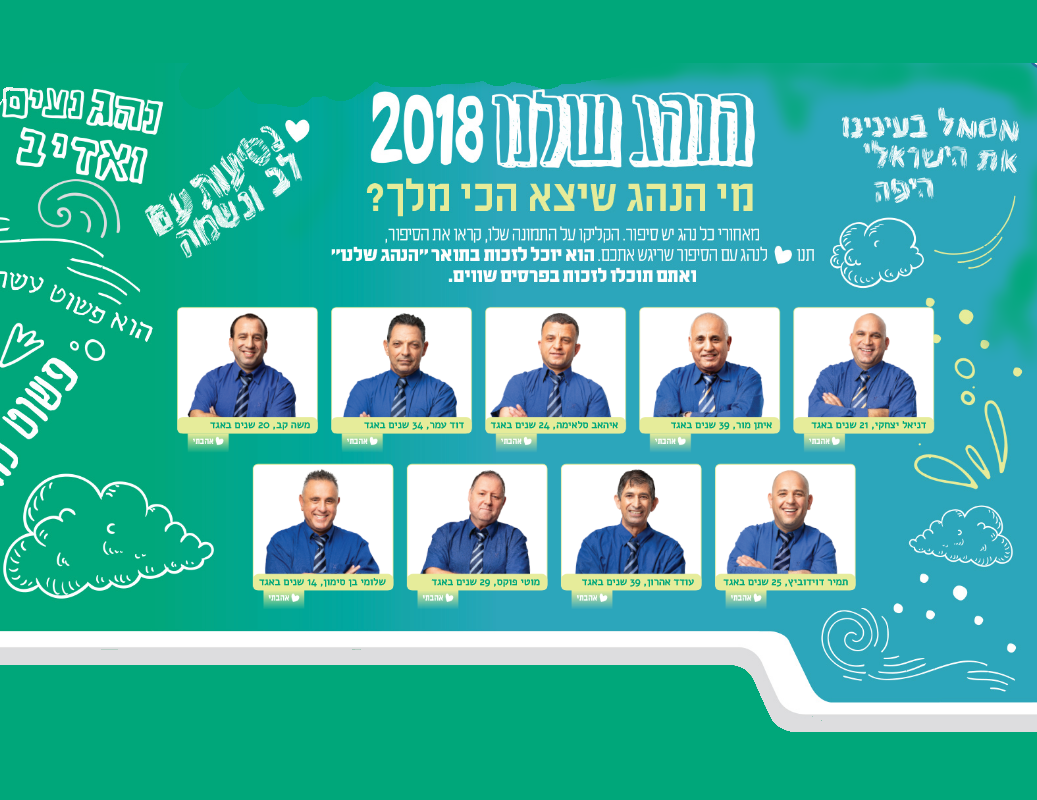 הנהג שלנו 2018
מי הנהג שיצא הכי מלך?
מאחורי כל נהג יש סיפור. הקליקו על התמונה שלו, קראו את הסיפור,
תנו לנהג עם הסיפור שריגש אתכם. הוא יוכל לזכות בתואר "הנהג שלנו"
ואתם תוכלו לזכות בפרסים שווים.
מסמל בעינינו
את הישראלי
היפה
נסיעות עם
לב ונשמה
נהג נעים
ואדיב
הוא פשוט עשה
פשוט
דניאל יצחקי, 21 שנים באגד
אהבתי
איתן מור, 39 שנים באגד
אהבתי
איהאב סלאימה, 24 שנים באגד
אהבתי
דוד עמר, 34 שנים באגד
אהבתי
משה קב, 20 שנים באגד
אהבתי
תמיר דוידוביץ, 25 שנים באגד
אהבתי
עודד אהרון, 39 שנים באגד
אהבתי
מוטי פוקס, 29 שנים באגד
אהבתי
שלומי בן סימון, 14 שנים באגד
אהבתי